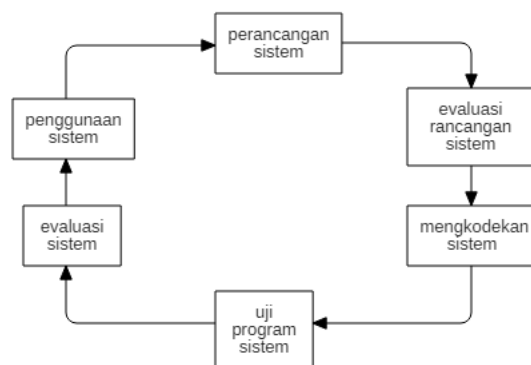 perancangan
sistem
evaluasi
rancangan
sistem
mengkodekan
sistem
uji
program
sistem
evaluasi
sistem
penggunaan
sistem